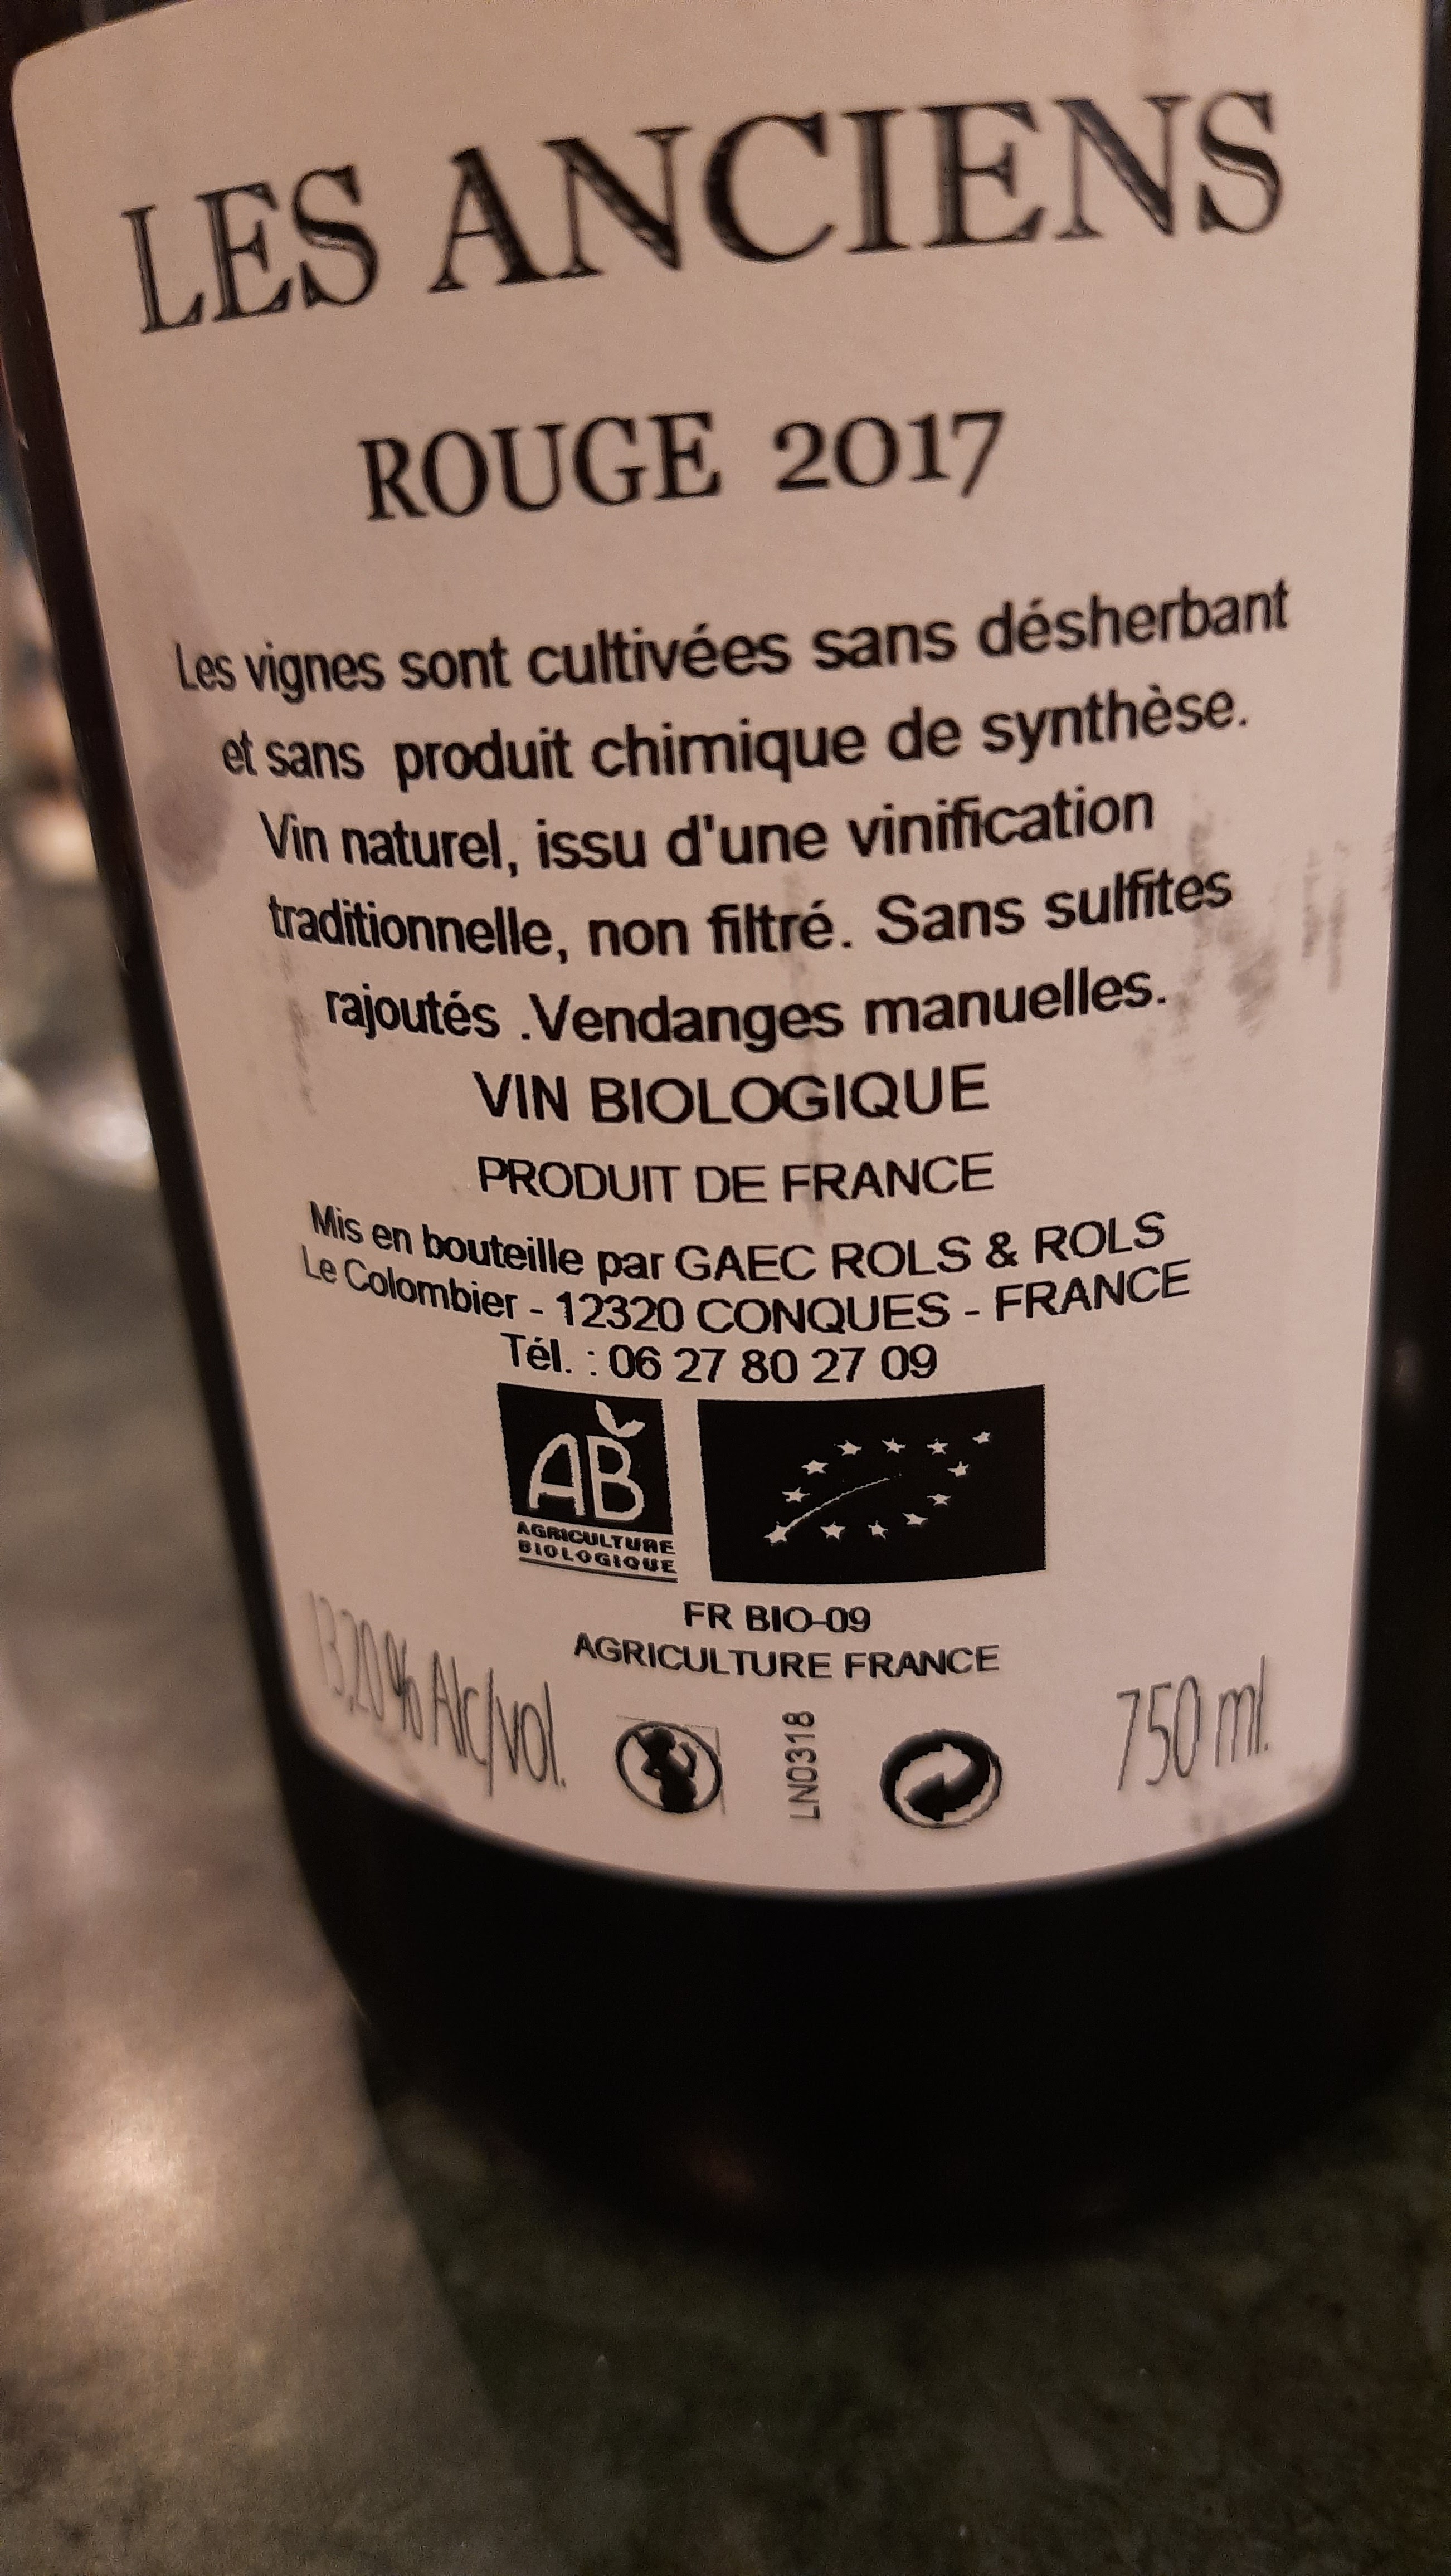 LES ANCIENS
ROUGE 2017
Les vignes sont cultivées sans désherbant
et sans produit chimique de synthèse.
Vin naturel, issu d'une vinification
traditionnelle, non filtré. Sans sulfites
rajoutés .Vendanges manuelles.
VIN BIOLOGIQUE
PRODUIT DE FRANCE
Mis en bouteille par GAEC ROLS & ROLS
Le Colombier - 12320 CONQUES - FRANCE
Tél. : 06 27 80 27 09
AB
AGRICULTURE
BIOLOGIQUE
FR BIO-09
AGRICULTURE FRANCE
13,20 % Alc/vol.
LN0318
750 ml.